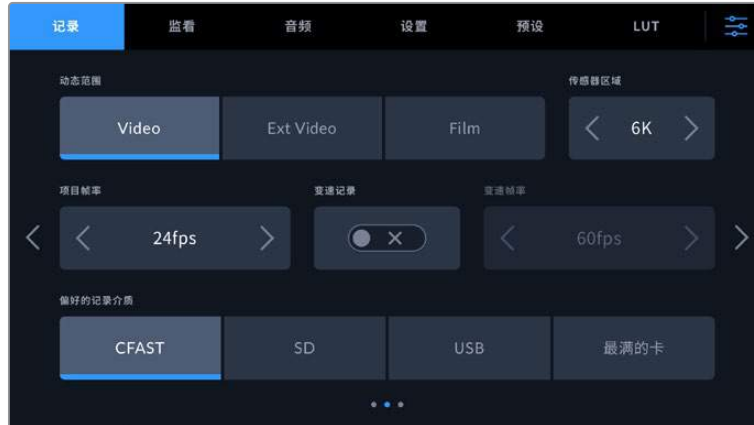 记录 监看 音频 设置 预设 LUT
动态范围 传感器区域
Video Ext Video Film 6K
项目帧率 变速记录 变速帧率
24fps 60fps
偏好的记录介质
CFAST SD USB 最满的卡